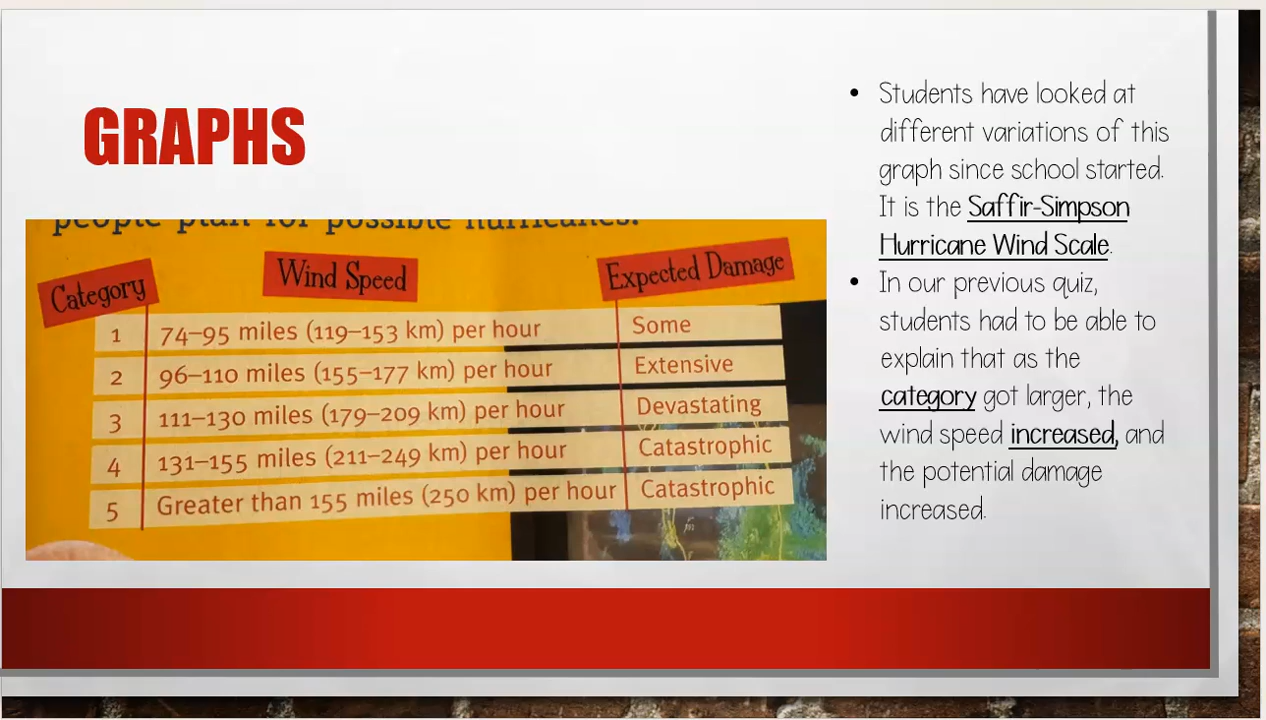 GRAPHS
people plan for possible hurricanes.
Category Wind Speed Expected Damage
1 74–95 miles (119–153 km) per hour Some
2 96–110 miles (155–177 km) per hour Extensive
3 111–130 miles (179–209 km) per hour Devastating
4 131–155 miles (211–249 km) per hour Catastrophic
5 Greater than 155 miles (250 km) per hour Catastrophic
• Students have looked at
different variations of this
graph since school started.
It is the Saffir-Simpson
Hurricane Wind Scale.
• In our previous quiz,
students had to be able to
explain that as the
category got larger, the
wind speed increased, and
the potential damage
increased.